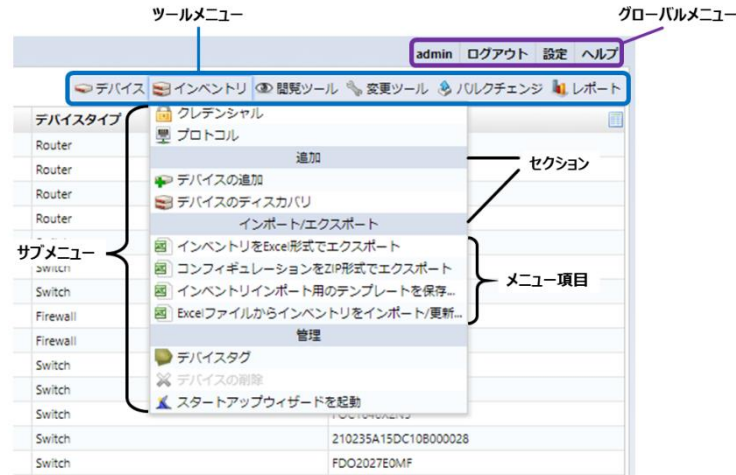 ツールメニュー
グローバルメニュー
admin ログアウト 設定 ヘルプ
デバイス インベントリ 閲覧ツール 変更ツール バルクチェンジ レポート
デバイスタイプ
クレデンシャル
Router
プロトコル
追加
セクション
Router
デバイスの追加
Router
デバイスのディスカバリ
Router
インポート/エクスポート
サブメニュー
インベントリをExcel形式でエクスポート
Switch
コンフィギュレーションをZIP形式でエクスポート
メニュー項目
Switch
インベントリインポート用のテンプレートを保存...
Firewall
Excelファイルからインベントリをインポート/更新...
Firewall
管理
Switch
デバイスタグ
Switch
デバイスの削除
Switch
スタートアップウィザードを起動
Switch 210235A15DC10B000028
Switch FDO2027E0MF